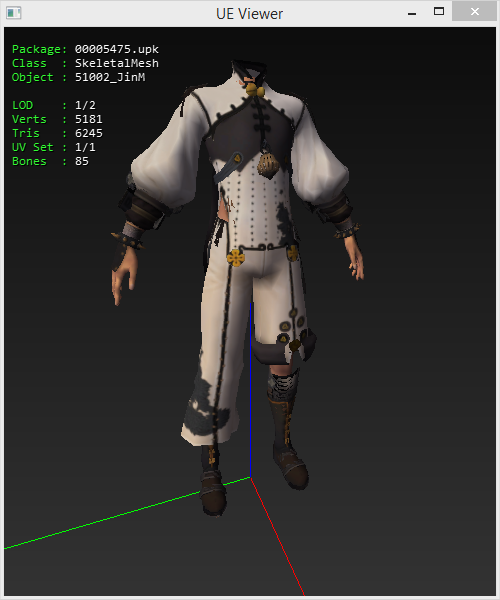 UE Viewer
Package: 00005475.upk
Class : SkeletalMesh
Object : 51002_JinM
LOD : 1/2
Verts : 5181
Tris : 6245
UV Set : 1/1
Bones : 85